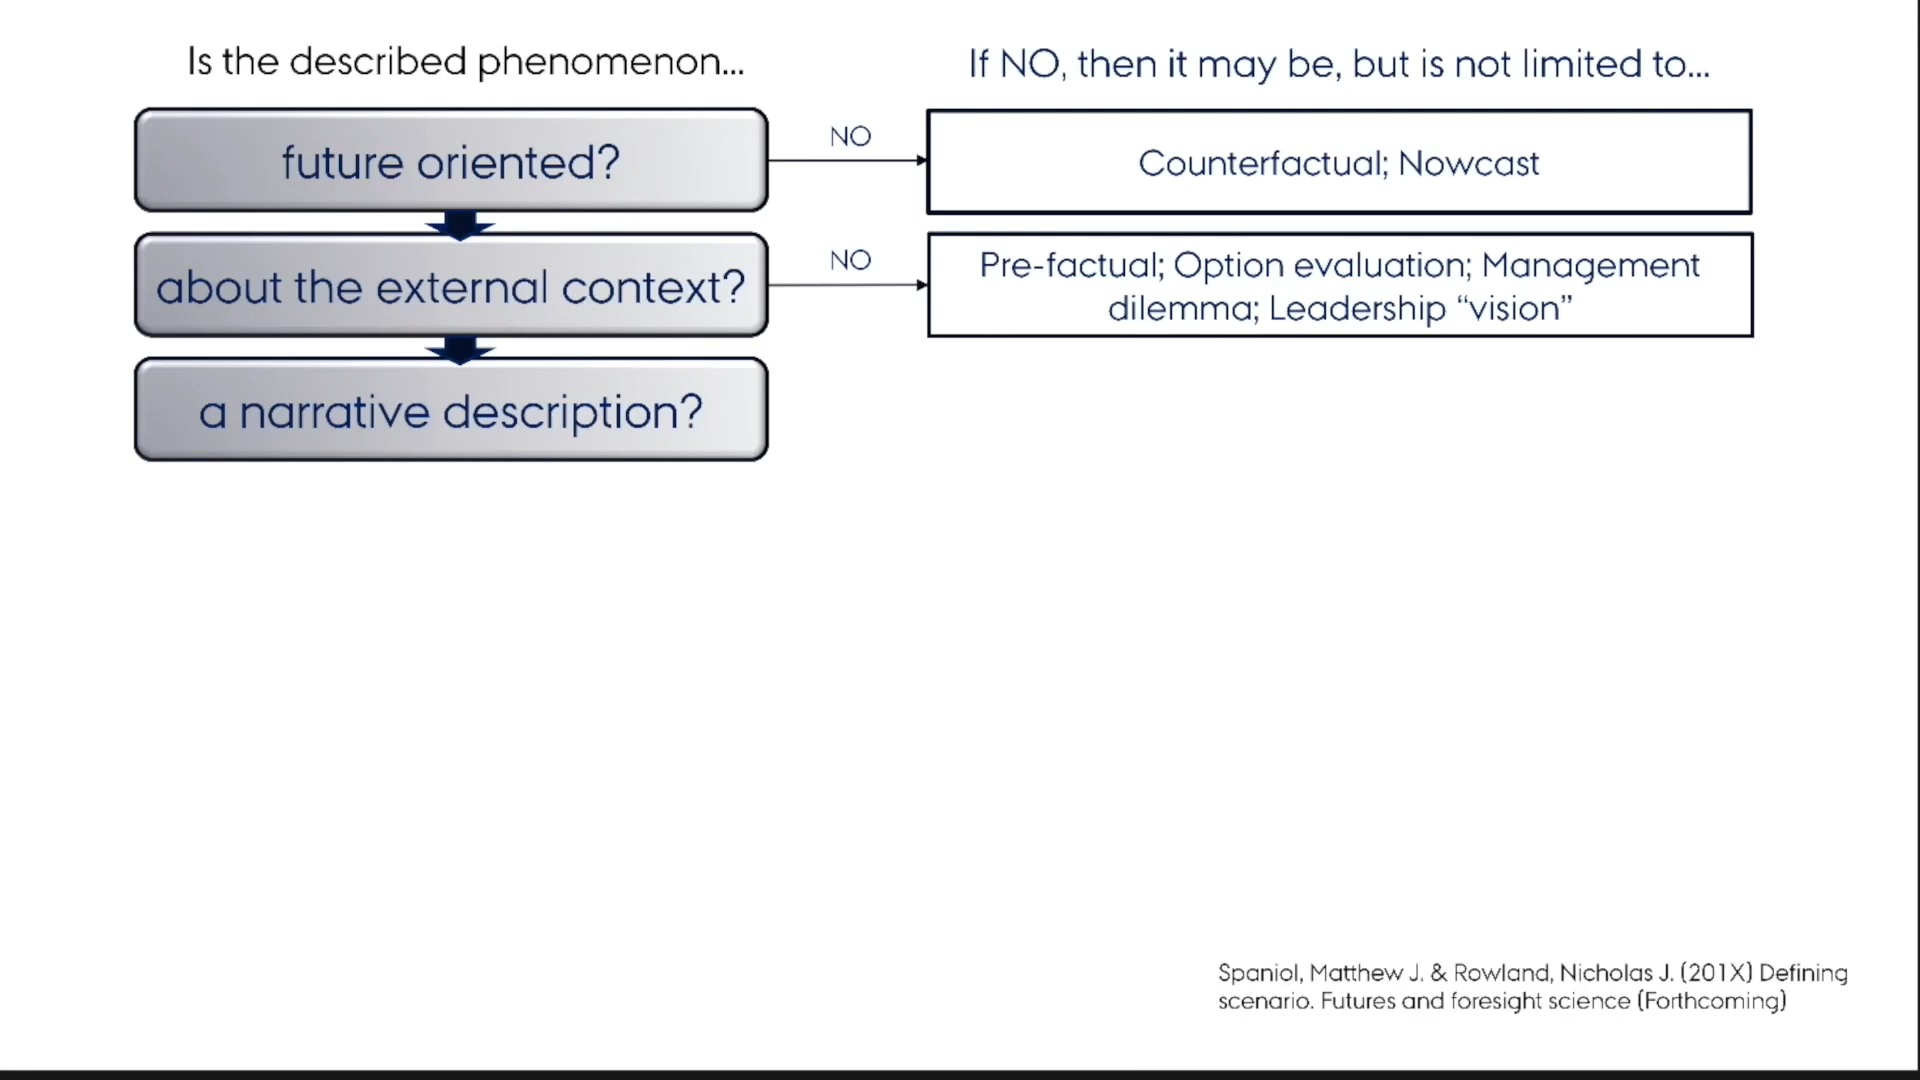 Is the described phenomenon...
If NO, then it may be, but is not limited to...
future oriented?
NO
Counterfactual; Nowcast
about the external context?
NO
Pre-factual; Option evaluation; Management
dilemma; Leadership “vision”
a narrative description?
Spaniol, Matthew J. & Rowland, Nicholas J. (201X) Defining
scenario. Futures and foresight science (Forthcoming)